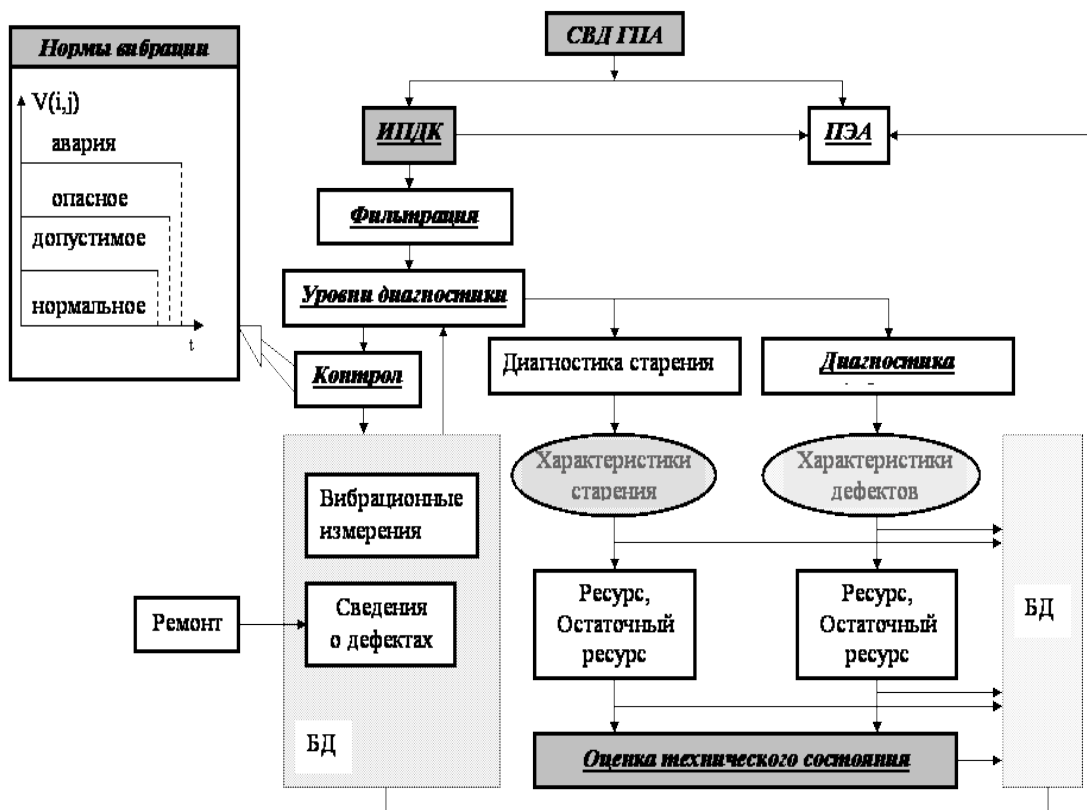 Нормы вибрации
V(i,j)
авария
опасное
допустимое
нормальное
t
СВД ГПА
ИПДК
ПЭА
Фильтрация
Уровни диагностики
Контрол
Диагностика старения
Диагностика
Характеристики
старения
Характеристики
дефектов
Вибрационные
измерения
Ремонт
Сведения
о дефектах
БД
Ресурс,
Остаточный
ресурс
Ресурс,
Остаточный
ресурс
БД
Оценка технического состояния